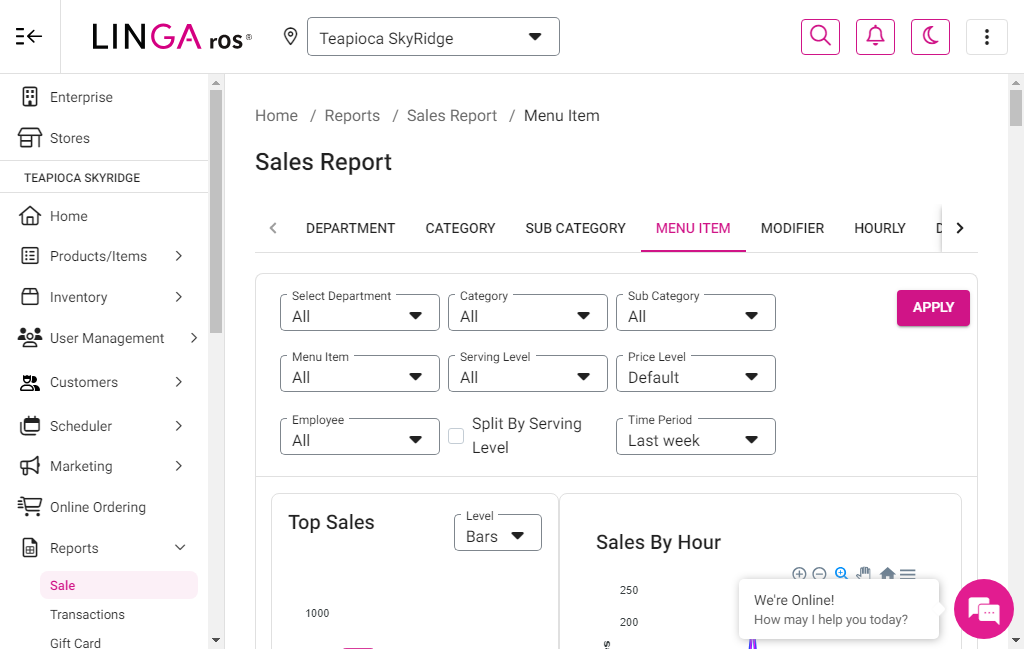 LINGA ros®
Teapioca SkyRidge
Enterprise
Stores
TEAPIOCA SKYRIDGE
Home
Products/Items
Inventory
User Management
Customers
Scheduler
Marketing
Online Ordering
Reports
Sale
Transactions
Gift Card
Home / Reports / Sales Report / Menu Item
Sales Report
DEPARTMENT CATEGORY SUB CATEGORY MENU ITEM MODIFIER HOURLY
Select Department Category Sub Category
All All All APPLY
Menu Item Serving Level Price Level
All All Default
Employee Split By Serving Level Time Period
All Last week
Top Sales
Level
Bars
1000
Sales By Hour
250
200
We're Online!
How may I help you today?